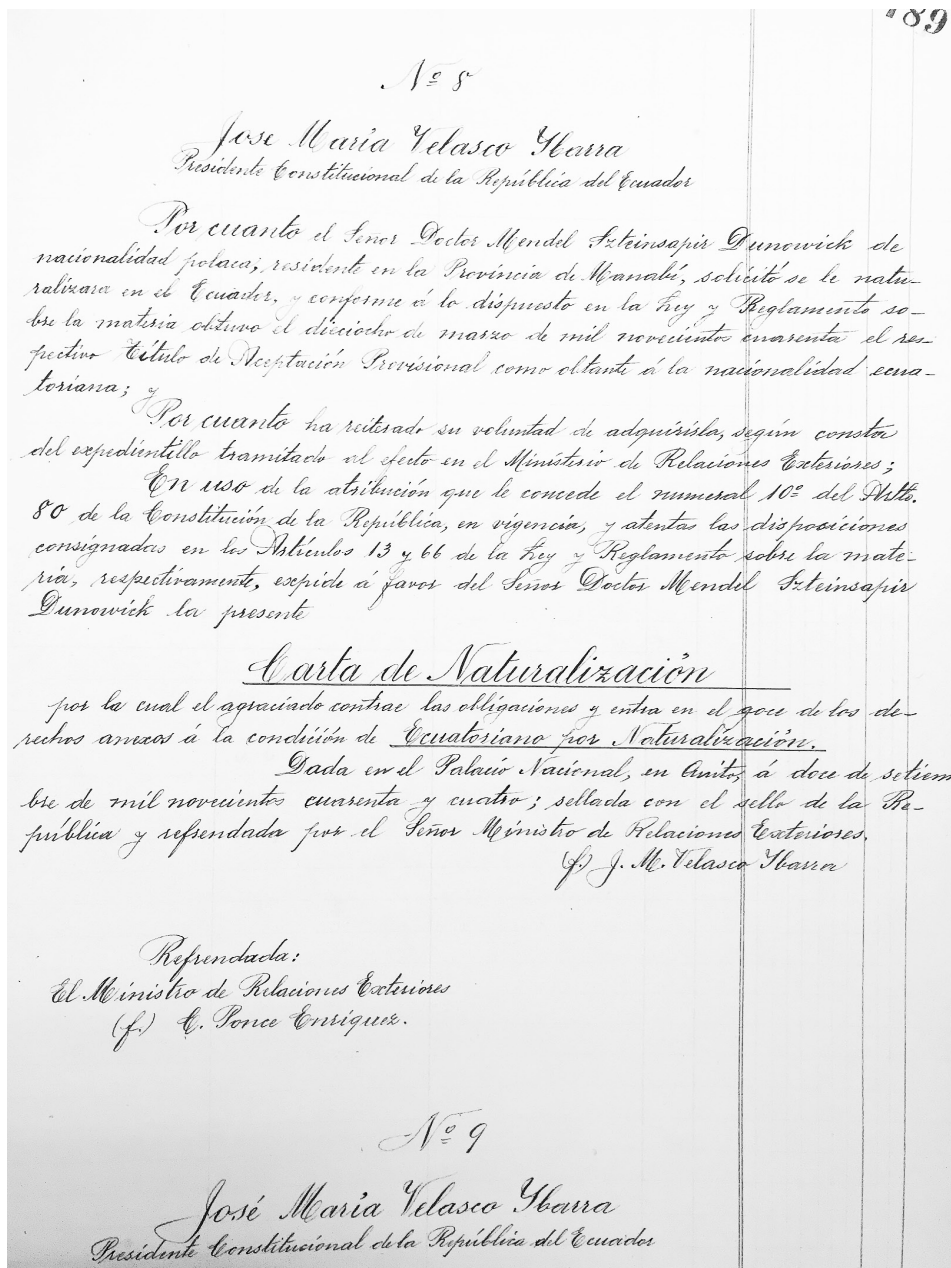 189
Nº 8
José María Velasco Ybarra
Presidente Constitucional de la República del Ecuador
Por cuanto el Señor Doctor Mendel Szteinsapir Dunowick de
nacionalidad polaca, residente en la Provincia de Manabí, solicitó se le natu-
ralizara en el Ecuador, y conforme á lo dispuesto en la Ley y Reglamento so-
bre la materia obtuvo el dieciocho de marzo de mil novecientos cuarenta el res-
pectivo Título de Aceptación Provisional como obtante á la nacionalidad ecua-
toriana; y
Por cuanto ha reiterado su voluntad de adquirirla, según consta
del expedientillo tramitado al efecto en el Ministerio de Relaciones Exteriores;
En uso de la atribución que le concede el numeral 10º del Artto.
80 de la Constitución de la República, en vigencia, y atentas las disposiciones
consignadas en los Artículos 13 y 66 de la Ley y Reglamento sobre la mate-
ria, respectivamente, expide á favor del Señor Doctor Mendel Szteinsapir
Dunowick la presente
Carta de Naturalización
por la cual el agraciado contrae las obligaciones y entra en el goce de los de-
rechos anexos á la condición de Ecuatoriano por Naturalización.
Dada en el Palacio Nacional, en Quito, á doce de setiem
bre de mil novecientos cuarenta y cuatro; sellada con el sello de la Re-
pública y refrendada por el Señor Ministro de Relaciones Exteriores.
(f.) J. M. Velasco Ybarra
Refrendada:
El Ministro de Relaciones Exteriores
(f.) C. Ponce Enríquez.
Nº 9
José María Velasco Ybarra
Presidente Constitucional de la República del Ecuador